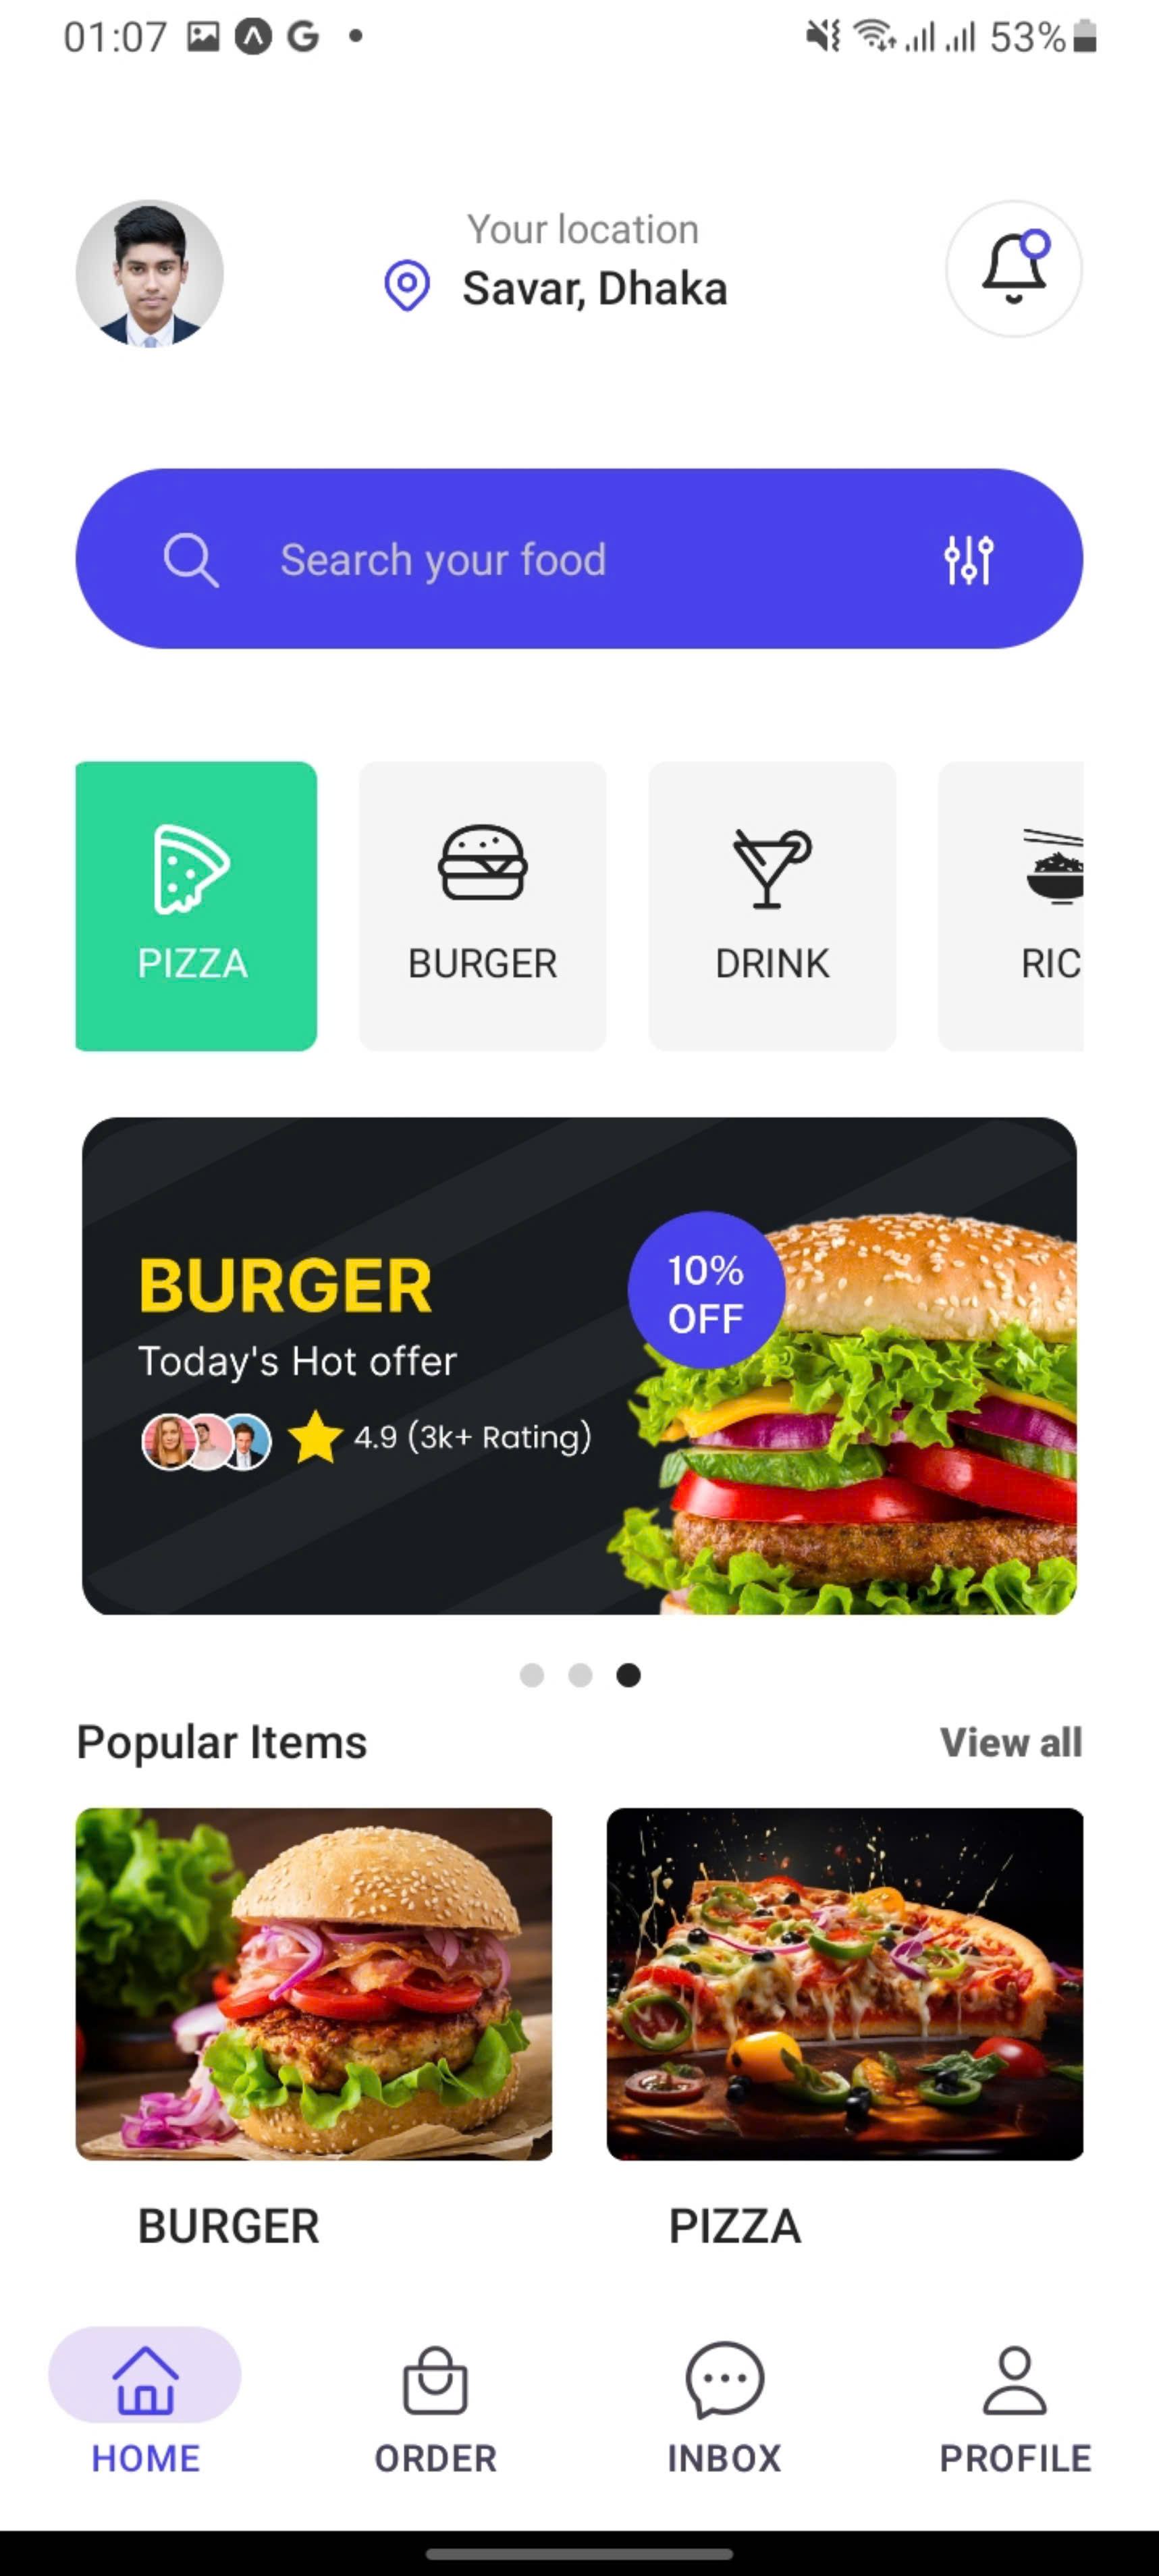 01:07
53%
Your location
Savar, Dhaka
Search your food
PIZZA
BURGER
DRINK
RIC
BURGER
Today's Hot offer
4.9 (3k+ Rating)
10%
OFF
Popular Items
View all
BURGER
PIZZA
HOME
ORDER
INBOX
PROFILE